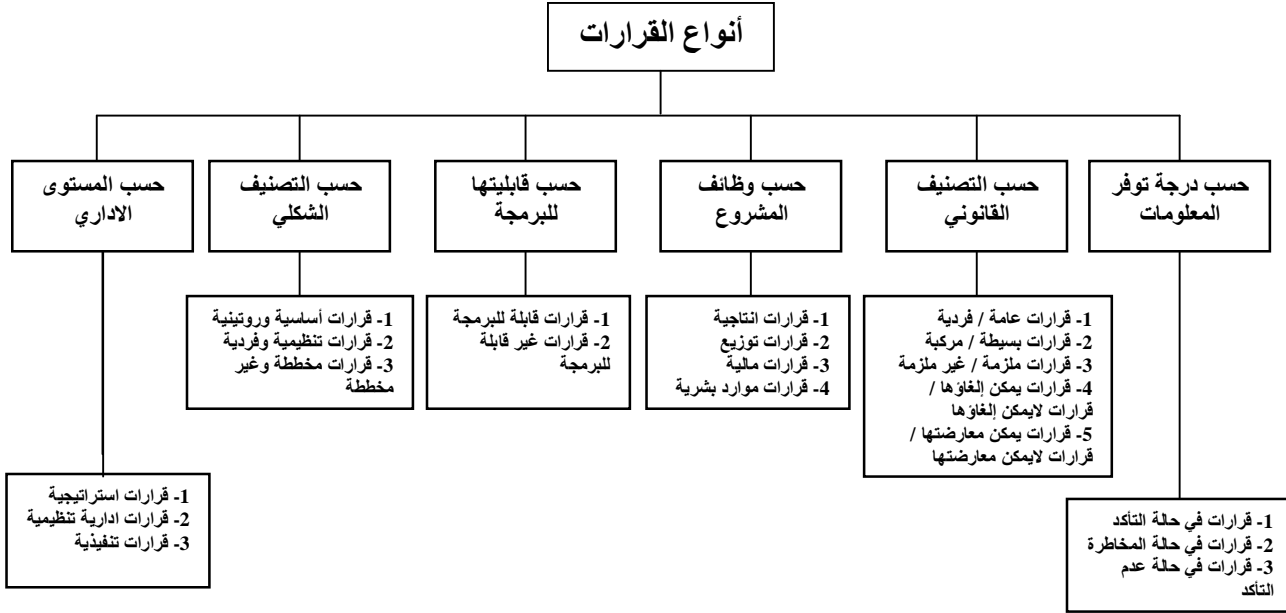 أنواع القرارات
حسب درجة توفر
المعلومات
حسب التصنيف
القانوني
حسب وظائف
المشروع
حسب قابليتها
للبرمجة
حسب التصنيف
الشكلي
حسب المستوى
الاداري
1- قرارات عامة / فردية
2- قرارات بسيطة / مركبة
3- قرارات ملزمة / غير ملزمة
4- قرارات يمكن إلغاؤها /
قرارات لايمكن إلغاؤها
5- قرارات يمكن معارضتها /
قرارات لايمكن معارضتها
1- قرارات انتاجية
2- قرارات توزيع
3- قرارات مالية
4- قرارات موارد بشرية
1- قرارات قابلة للبرمجة
2- قرارات غير قابلة
للبرمجة
1- قرارات أساسية وروتينية
2- قرارات تنظيمية وفردية
3- قرارات مخططة وغير
مخططة
1- قرارات في حالة التأكد
2- قرارات في حالة المخاطرة
3- قرارات في حالة عدم
التأكد
1- قرارات استراتيجية
2- قرارات ادارية تنظيمية
3- قرارات تنفيذية